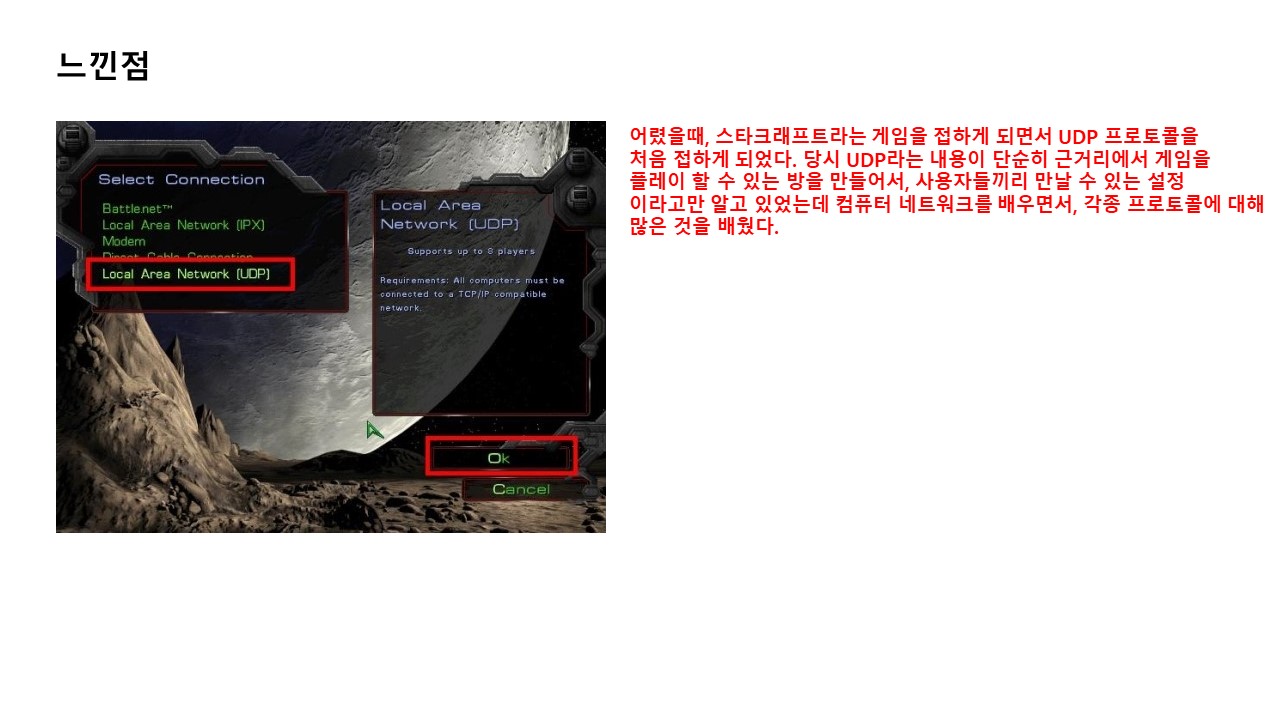 느낀점
Select Connection
Battle.net™
Local Area Network (IPX)
Modem
Direct Cable Connection
Local Area Network (UDP)
Local Area
Network (UDP)
Supports up to 8 players
Requirements: All computers must be
connected to a TCP/IP compatible
network.
Ok
Cancel
어렸을때, 스타크래프트라는 게임을 접하게 되면서 UDP 프로토콜을
처음 접하게 되었다. 당시 UDP라는 내용이 단순히 근거리에서 게임을
플레이 할 수 있는 방을 만들어서, 사용자들끼리 만날 수 있는 설정
이라고만 알고 있었는데 컴퓨터 네트워크를 배우면서, 각종 프로토콜에 대해
많은 것을 배웠다.